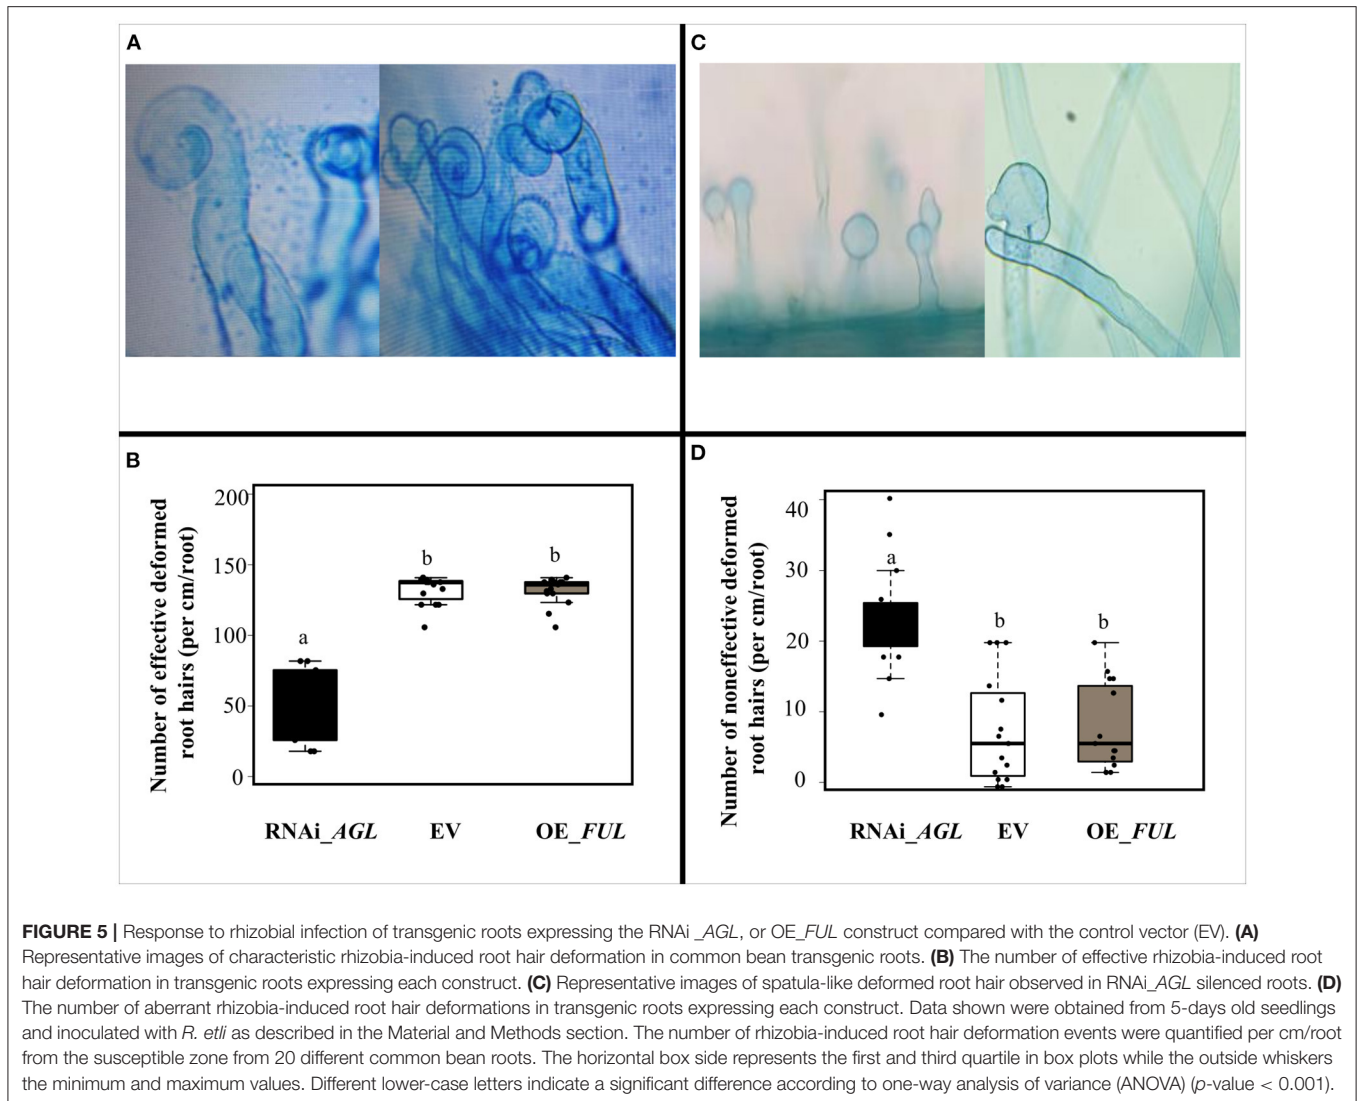 A
C
B
Number of effective deformed
root hairs (per cm/root)
200
150
100
50
0
a
b
b
RNAi_AGL EV OE_FUL
D
Number of noneffective deformed
root hairs (per cm/root)
40
30
20
10
0
a
b
b
RNAi_AGL EV OE_FUL
FIGURE 5 | Response to rhizobial infection of transgenic roots expressing the RNAi _AGL, or OE_FUL construct compared with the control vector (EV). (A)
Representative images of characteristic rhizobia-induced root hair deformation in common bean transgenic roots. (B) The number of effective rhizobia-induced root
hair deformation in transgenic roots expressing each construct. (C) Representative images of spatula-like deformed root hair observed in RNAi_AGL silenced roots. (D)
The number of aberrant rhizobia-induced root hair deformations in transgenic roots expressing each construct. Data shown were obtained from 5-days old seedlings
and inoculated with R. etli as described in the Material and Methods section. The number of rhizobia-induced root hair deformation events were quantified per cm/root
from the susceptible zone from 20 different common bean roots. The horizontal box side represents the first and third quartile in box plots while the outside whiskers
the minimum and maximum values. Different lower-case letters indicate a significant difference according to one-way analysis of variance (ANOVA) (p-value < 0.001).